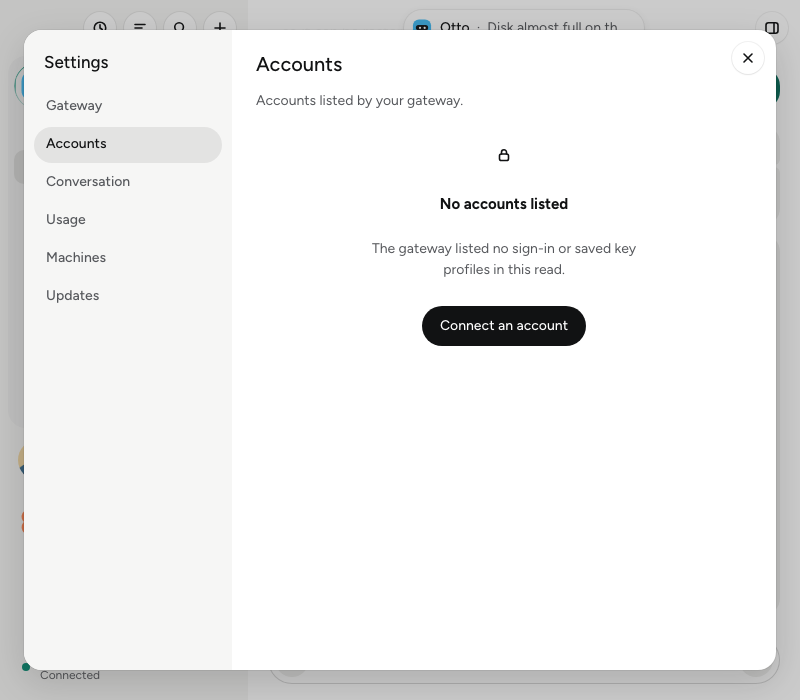 Otto · Disk almost full on th
Settings
Gateway
Accounts
Conversation
Usage
Machines
Updates
Accounts
Accounts listed by your gateway.
No accounts listed
The gateway listed no sign-in or saved key
profiles in this read.
Connect an account
Connected